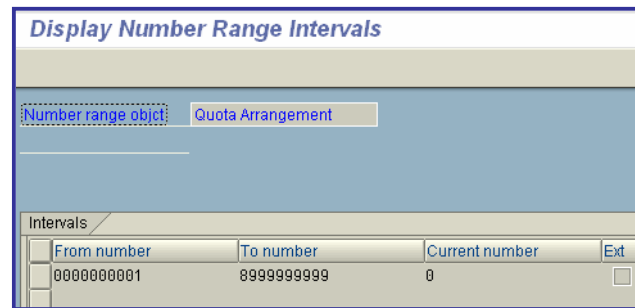 Display Number Range Intervals
Number range objct Quota Arrangement
Intervals
From number To number Current number Ext
0000000001 8999999999 0